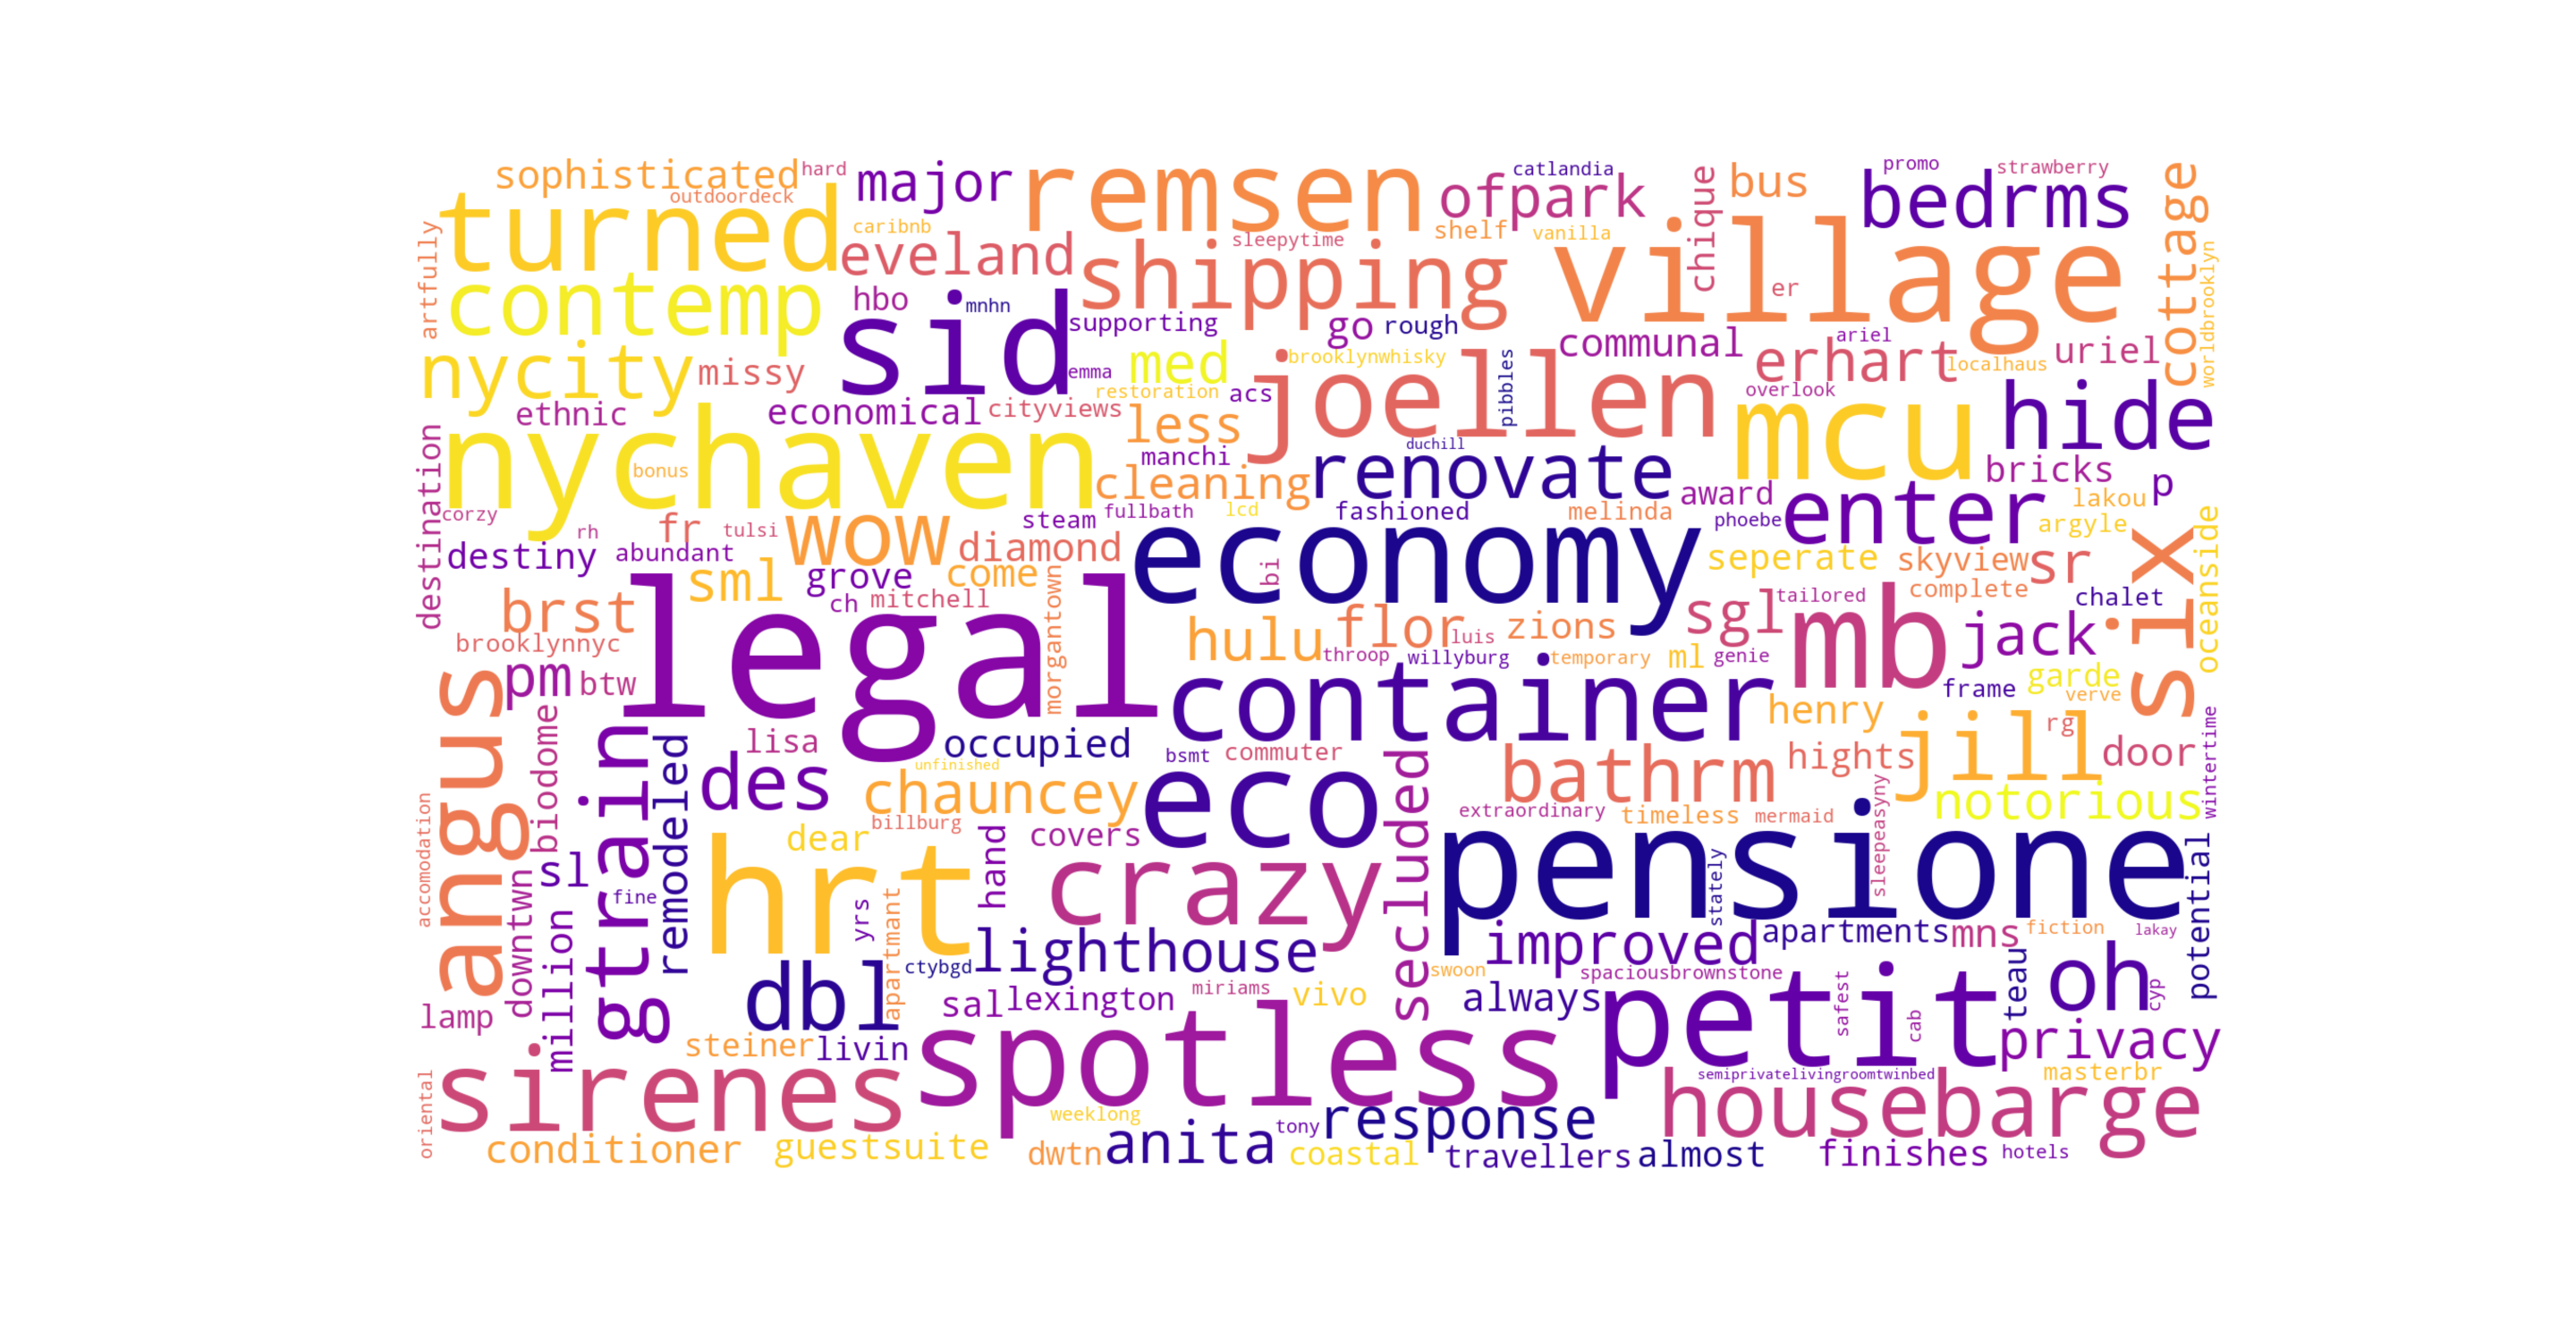 sophisticated
hard
major
remsen
catlandia
ofpark
chique
bus
promo
strawberry
bedrms
cottage
outdoordeck
turned
artfully
caribnb
eveland
sleepytime
shelf
vanilla
village
shipping
er
worldbrooklyn
contemp
hbo
mnhn
sid
supporting
go
rough
communal
ariel
erhart
uriel
localhaus
nycity
missy
emma
med
brooklynwhisky
joellen
pibbles
restoration
acs
overlook
mcu
hide
ethnic
economical
cityviews
less
duchill
nychaven
bonus
manchi
cleaning
renovate
award
bricks
p
destination
corzy
rh
fr
tulsi
wow
steam
fullbath
lcd
fashioned
melinda
phoebe
enter
lakou
argyle
destiny
abundant
diamond
economy
seperate
skyview
sr
six
oceanside
sml
grove
come
bi
ch
mitchell
morgantown
tailored
complete
chalet
brst
legal
hulu
flor
luis
zions
sgl
mb
jack
brooklynnyc
throop
willyburg
temporary
ml
genie
pm
btw
angus
container
frame
garde
verve
henry
gtrain
biodome
remodeled
lisa
occupied
bsmt
commuter
secluded
bathrm
hights
jill
rg
door
wintertime
des
unfinished
chauncey
eco
notorious
accomodation
billburg
dear
covers
extraordinary
timeless
mermaid
sleepeasyny
sl
hrt
hand
crazy
pensione
stately
potential
downtwn
fine
million
yrs
apartmant
lighthouse
improved
apartments
mns
fiction
lakay
dbl
ctybgd
swoon
spaciousbrownstone
teau
oh
cyp
lamp
sal
lexington
miriams
vivo
always
petit
safest
cab
privacy
steiner
livin
spotless
sirenes
semiprivatelivingroomtwinbed
masterbr
oriental
weeklong
tony
response
housebarge
conditioner
guestsuite
dwtn
anita
coastal
travellers
almost
finishes
hotels